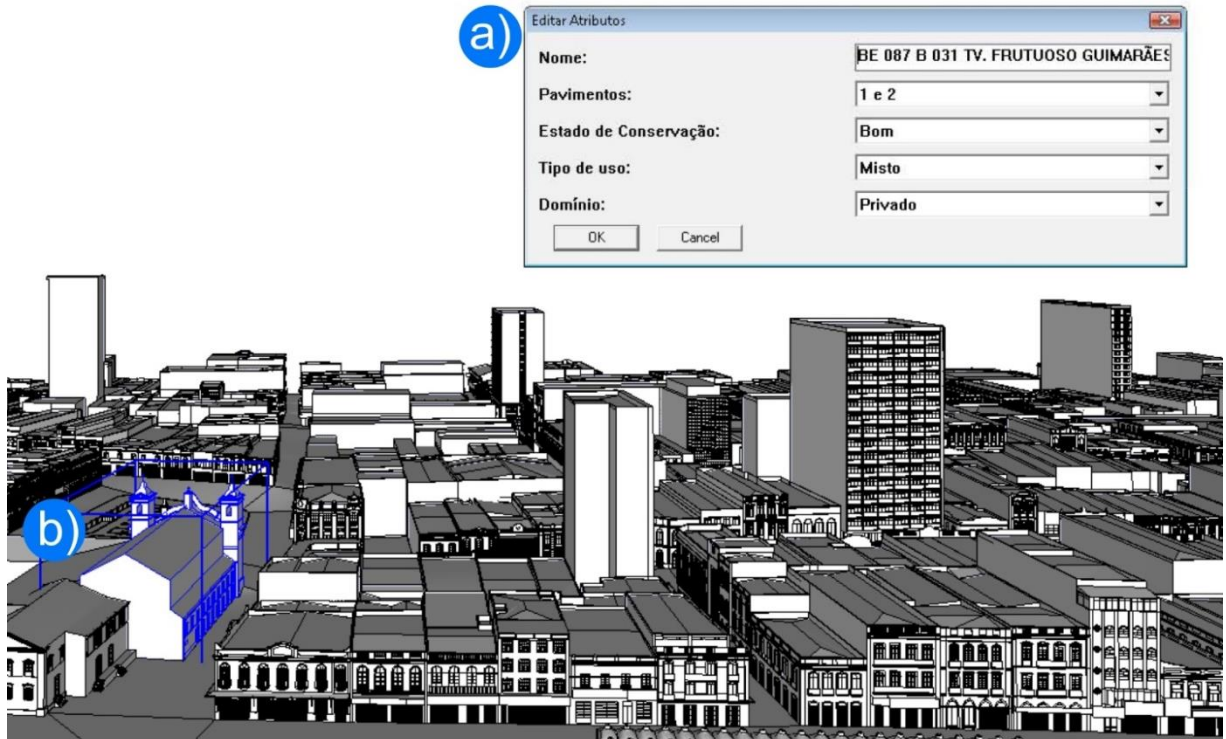 a)
Editar Atributos
Nome: BE 087 B 031 TV. FRUTUOSO GUIMARÃES
Pavimentos: 1 e 2
Estado de Conservação: Bom
Tipo de uso: Misto
Domínio: Privado
OK Cancel
b)